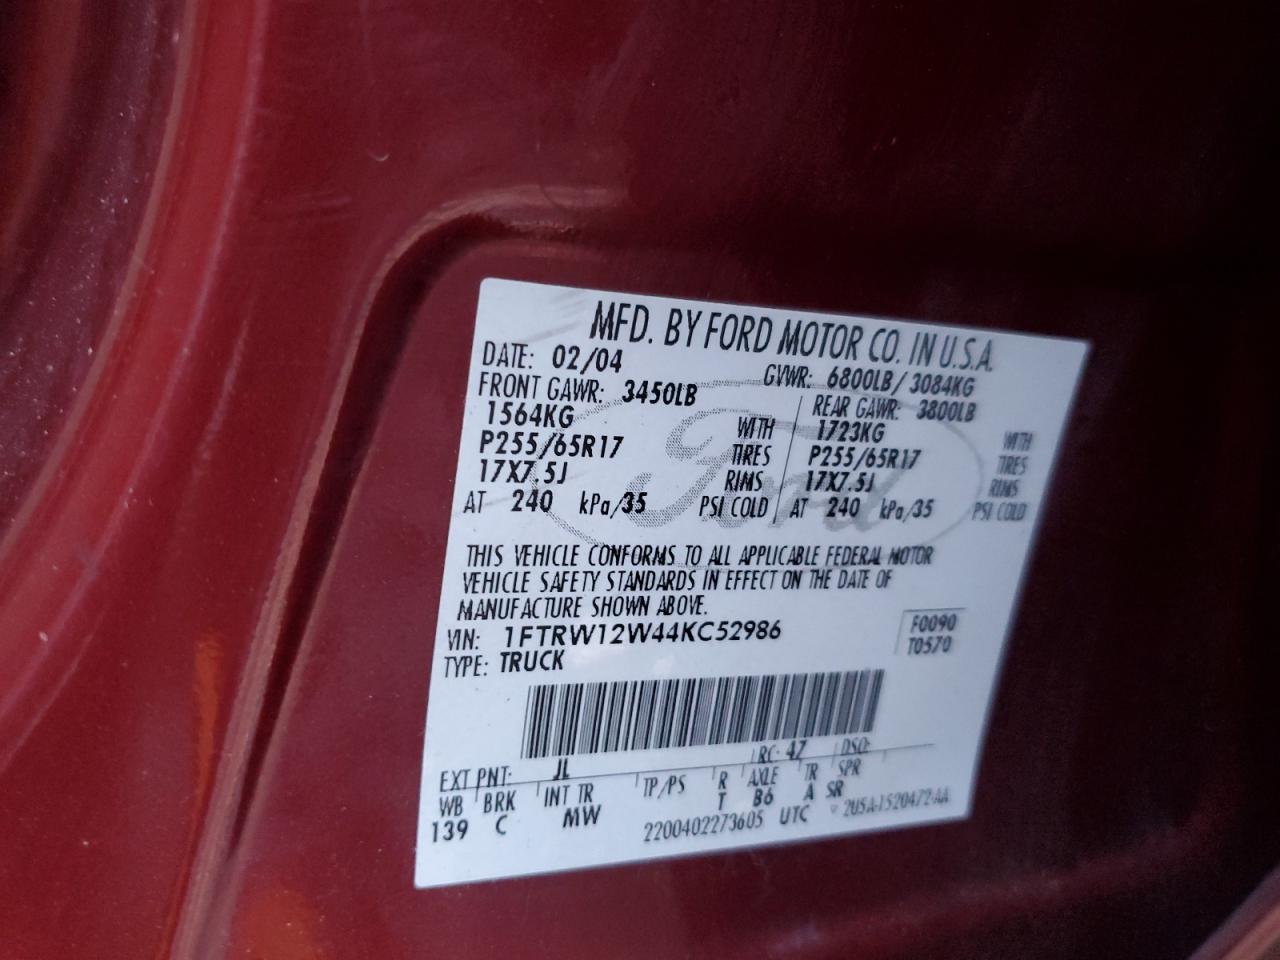 MFD. BY FORD MOTOR CO. IN U.S.A.
DATE: 02/04 GVWR: 6800LB / 3084KG
FRONT GAWR: 3450LB REAR GAWR: 3800LB
1564KG WITH 1723KG WITH
P255/65R17 TIRES P255/65R17 TIRES
17X7.5J RIMS 17X7.5J RIMS
AT 240 kPa/35 PSI COLD AT 240 kPa/35 PSI COLD
Ford
THIS VEHICLE CONFORMS TO ALL APPLICABLE FEDERAL MOTOR
VEHICLE SAFETY STANDARDS IN EFFECT ON THE DATE OF
MANUFACTURE SHOWN ABOVE.
VIN: 1FTRW12W44KC52986 F0090
TYPE: TRUCK T0570
EXT PNT: JL RC: 47 DSO:
WB BRK INT TR TP/PS R AXLE TR SPR
139 C MW T B6 A SR
2200402273605 UTC ▽ 2U5A-1520472-AA